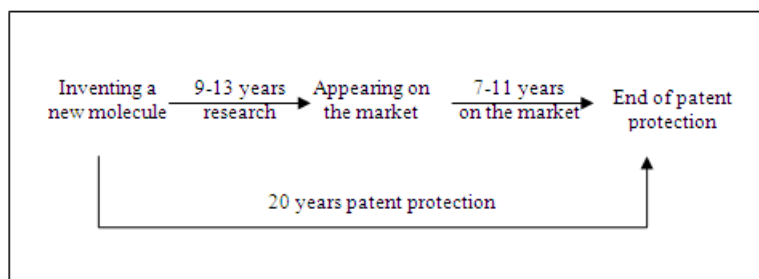 Inventing a
new molecule
9-13 years
research
Appearing on
the market
7-11 years
on the market
End of patent
protection
20 years patent protection